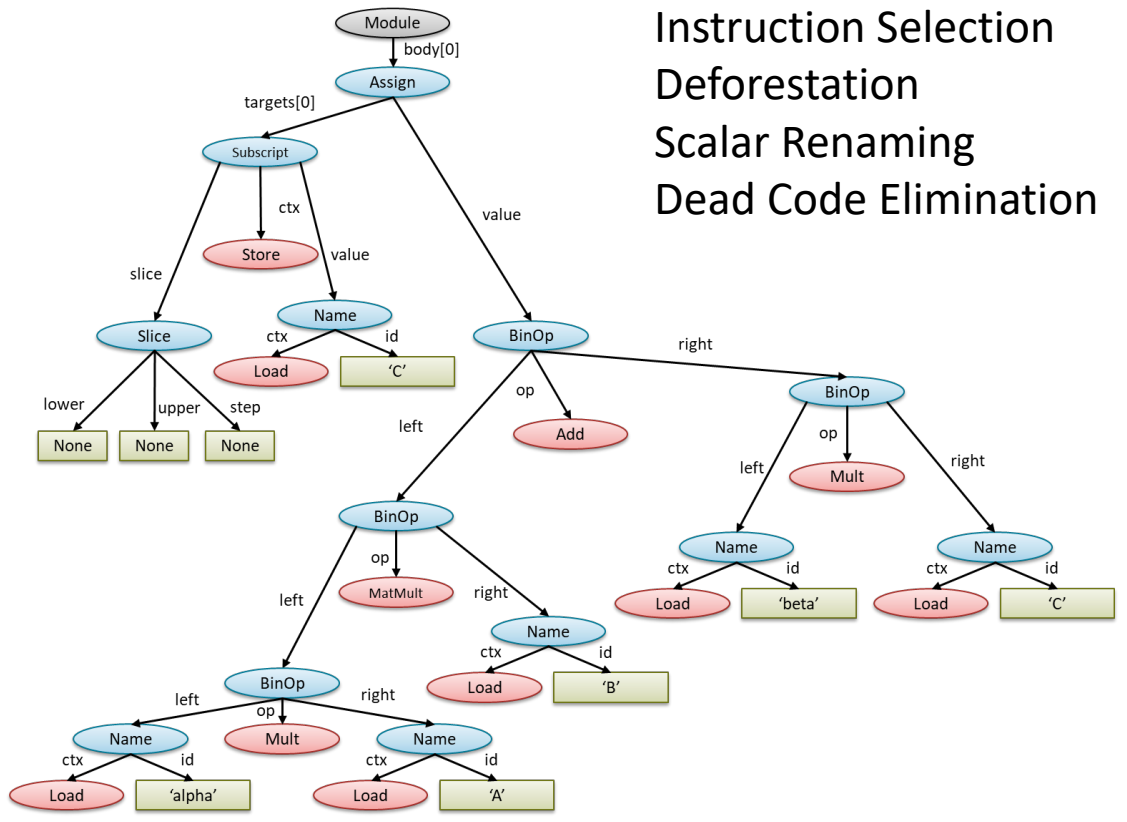 Instruction Selection
Deforestation
Scalar Renaming
Dead Code Elimination
Module
body[0]
Assign
targets[0]
Subscript
value
ctx
Store
value
slice
Name
Slice
BinOp
ctx
id
right
Load
‘C’
op
BinOp
lower
upper
step
left
Add
op
None
None
None
left
right
Mult
BinOp
Name
Name
op
ctx
id
ctx
id
left
MatMult
right
Load
‘beta’
Load
‘C’
Name
ctx
id
BinOp
Load
‘B’
left
op
right
Name
Mult
Name
ctx
id
ctx
id
Load
‘alpha’
Load
‘A’